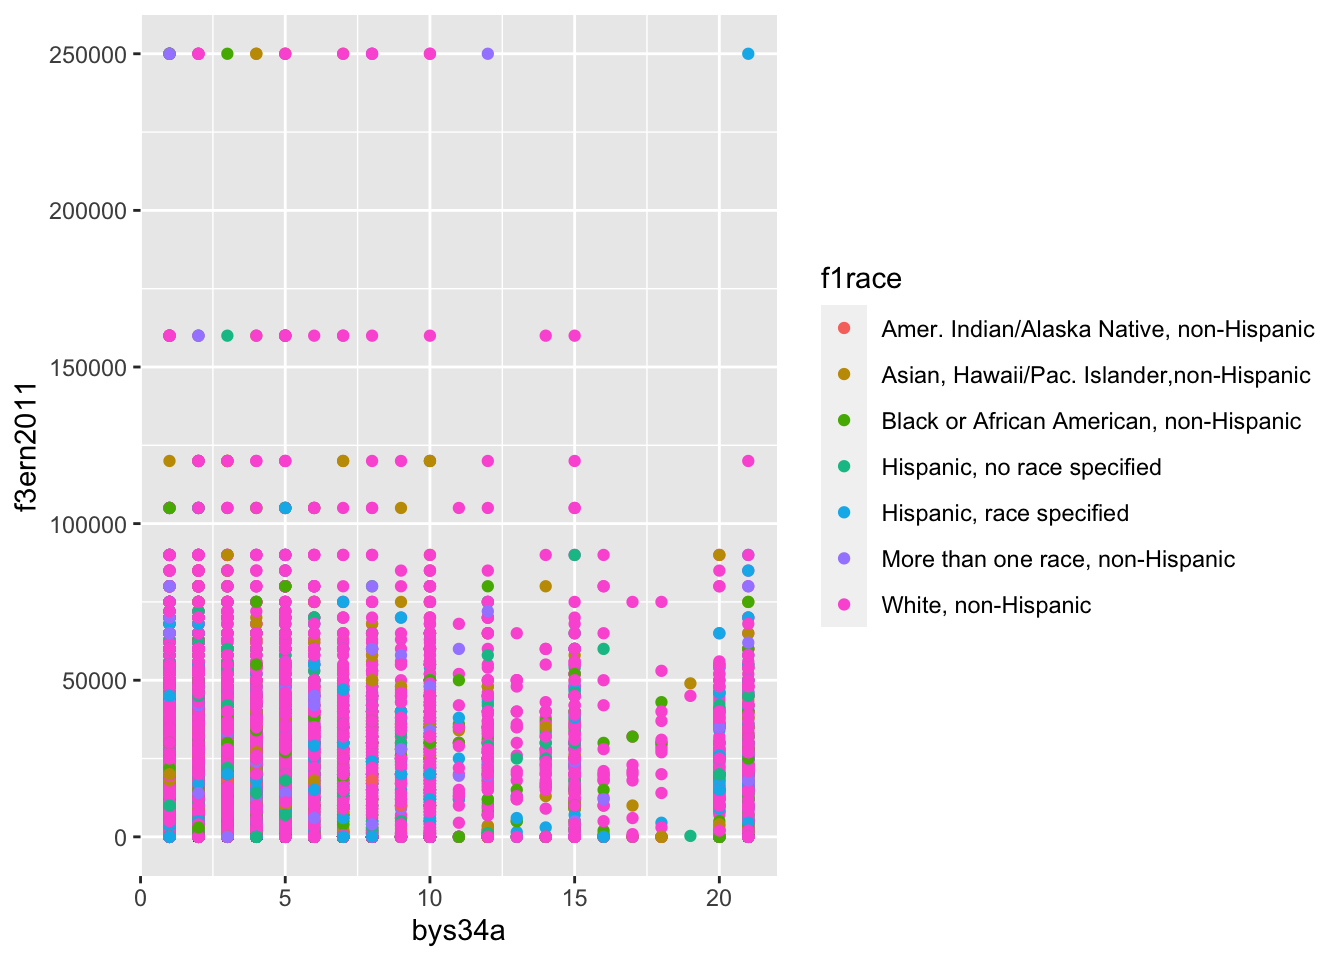 250000
200000
150000
100000
50000
0
f3ern2011
0 5 10 15 20
bys34a
f1race
Amer. Indian/Alaska Native, non-Hispanic
Asian, Hawaii/Pac. Islander,non-Hispanic
Black or African American, non-Hispanic
Hispanic, no race specified
Hispanic, race specified
More than one race, non-Hispanic
White, non-Hispanic